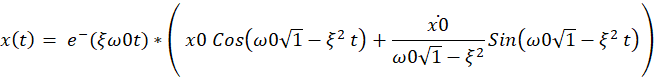 x(t) = e⁻(ξω0t) * ( x0 Cos(ω0√1 − ξ² t) + ẋ0/(ω0√1 − ξ²) Sin(ω0√1 − ξ² t) )